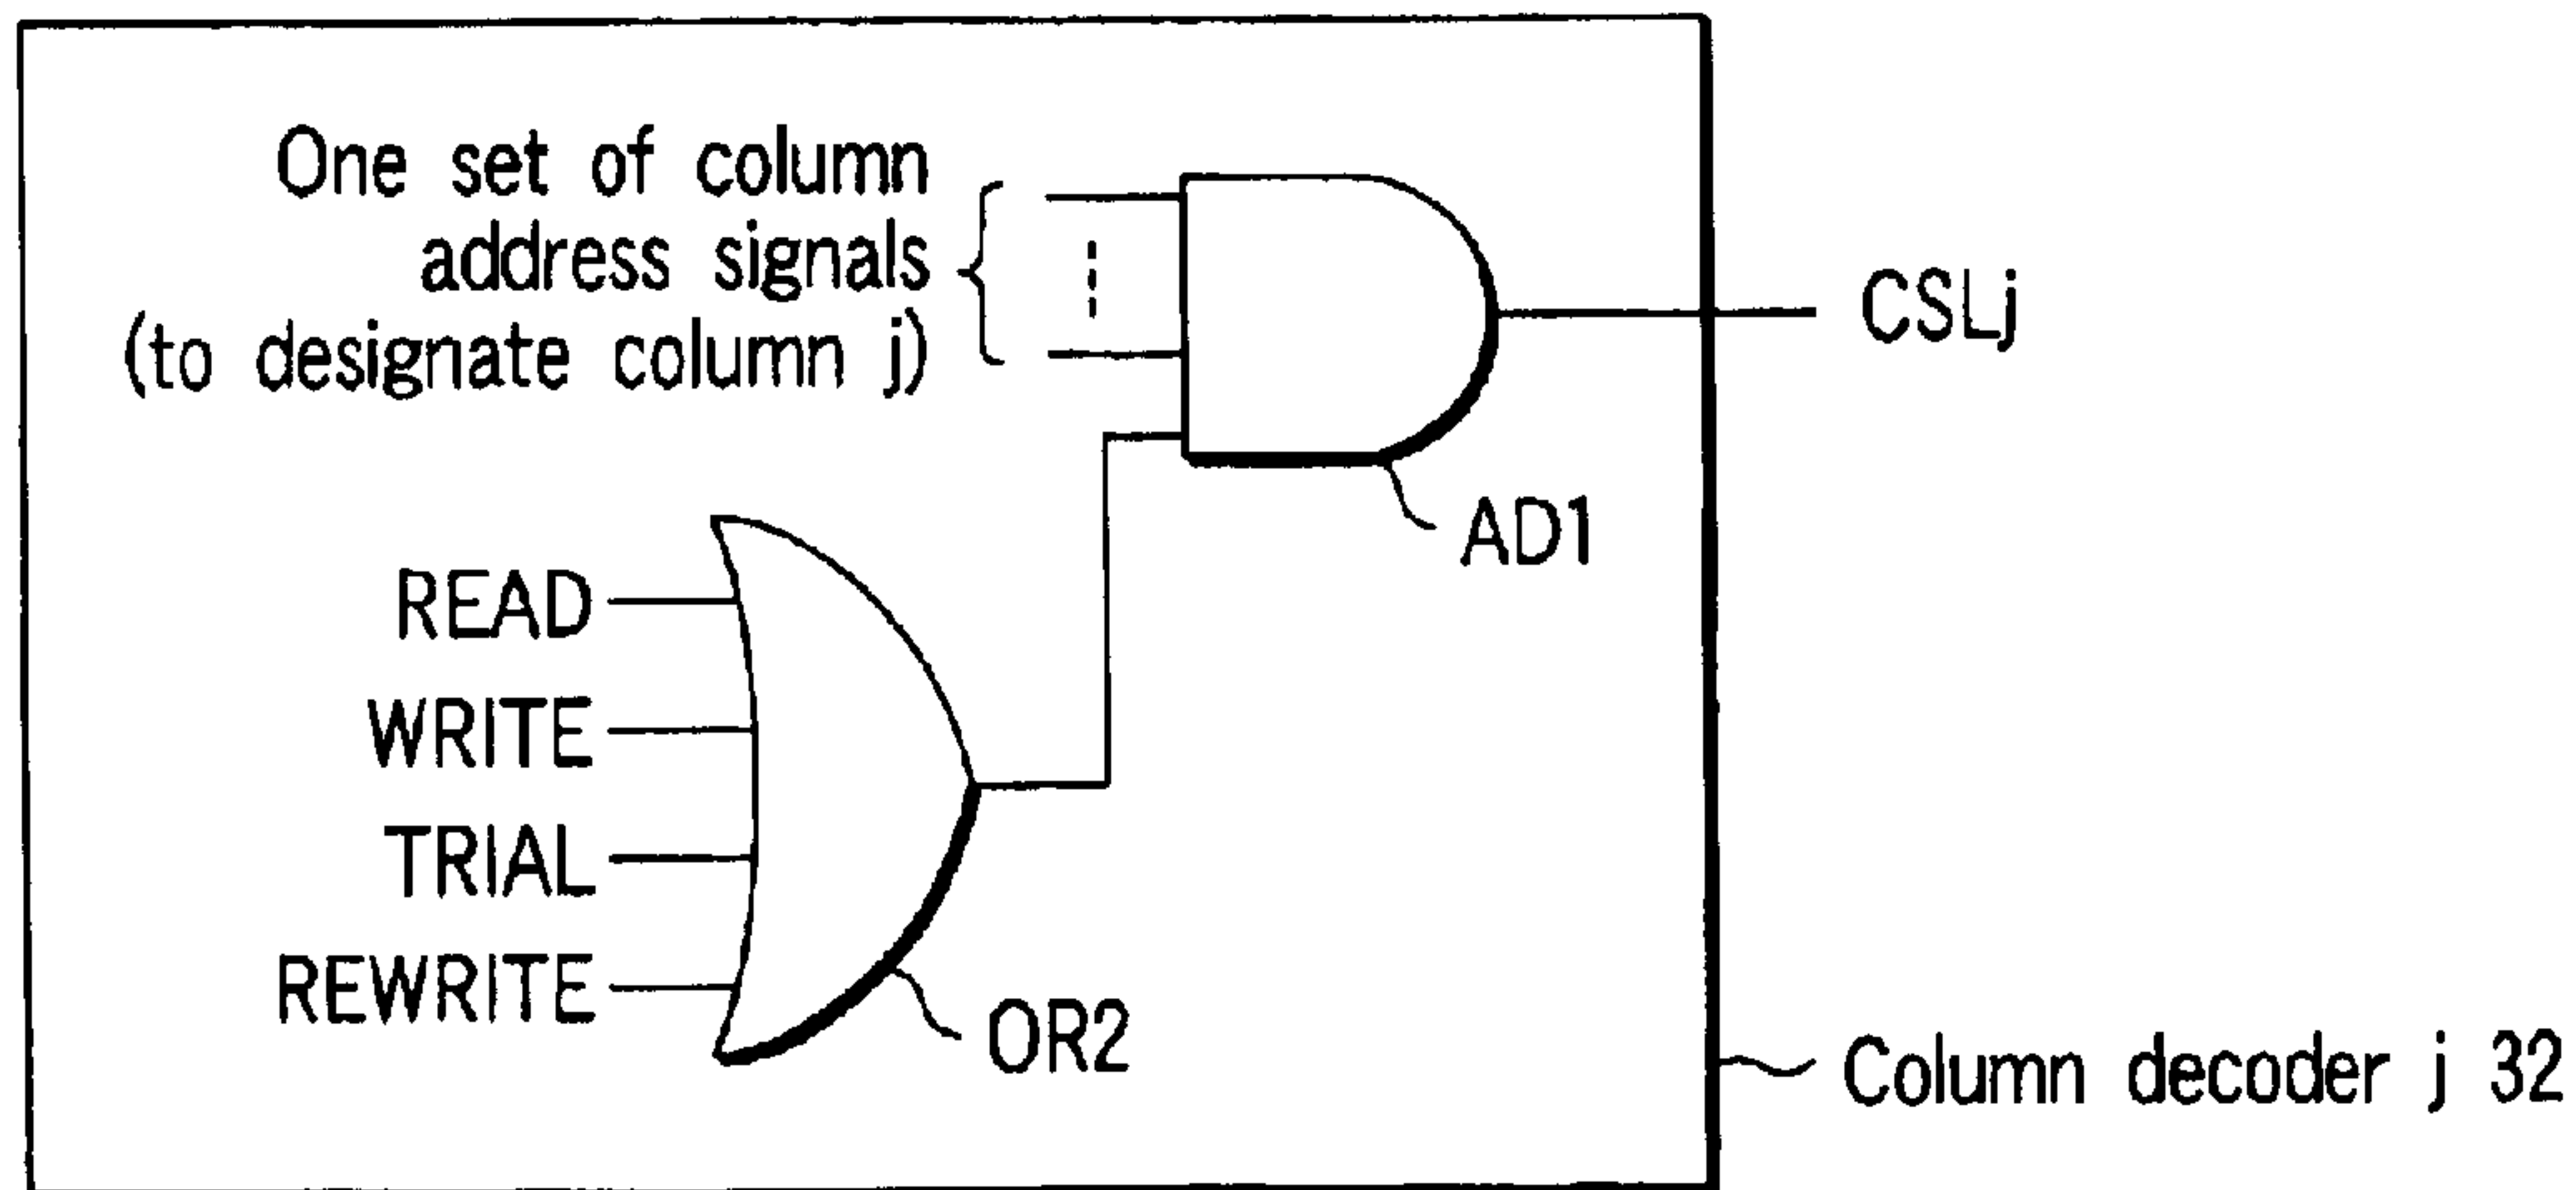 One set of column
address signals
(to designate column j)
CSLj
AD1
READ
WRITE
TRIAL
REWRITE
OR2
Column decoder j 32